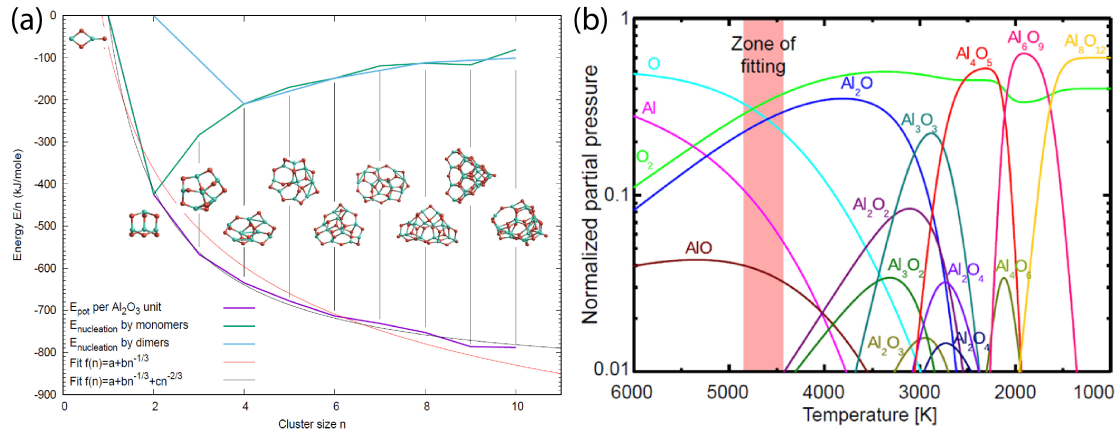 (a)
0
-100
-200
-300
-400
-500
-600
-700
-800
-900
Energy E/n (kJ/mole)
E_pot per Al₂O₃ unit
E_nucleation by monomers
E_nucleation by dimers
Fit f(n)=a+bn^-1/3
Fit f(n)=a+bn^-1/3+cn^-2/3
0 2 4 6 8 10
Cluster size n
(b)
1
0.1
0.01
Normalized partial pressure
Zone of
fitting
O
Al
O₂
AlO
Al₂O
Al₂O₂
Al₃O₂
Al₂O₃
Al₃O₃
Al₂O₄
Al₂O₄
Al₄O₅
Al₄O₆
Al₆O₉
Al₈O₁₂
6000 5000 4000 3000 2000 1000
Temperature [K]